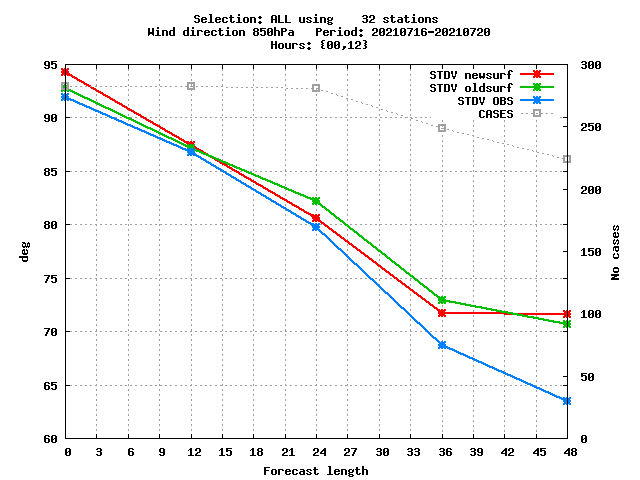 Selection: ALL using    32 stations
Wind direction 850hPa   Period: 20210716-20210720
Hours: {00,12}
95
90
85
80
75
70
65
60
deg
300
250
200
150
100
50
0
No cases
STDV newsurf
STDV oldsurf
STDV OBS
CASES
0 3 6 9 12 15 18 21 24 27 30 33 36 39 42 45 48
Forecast length